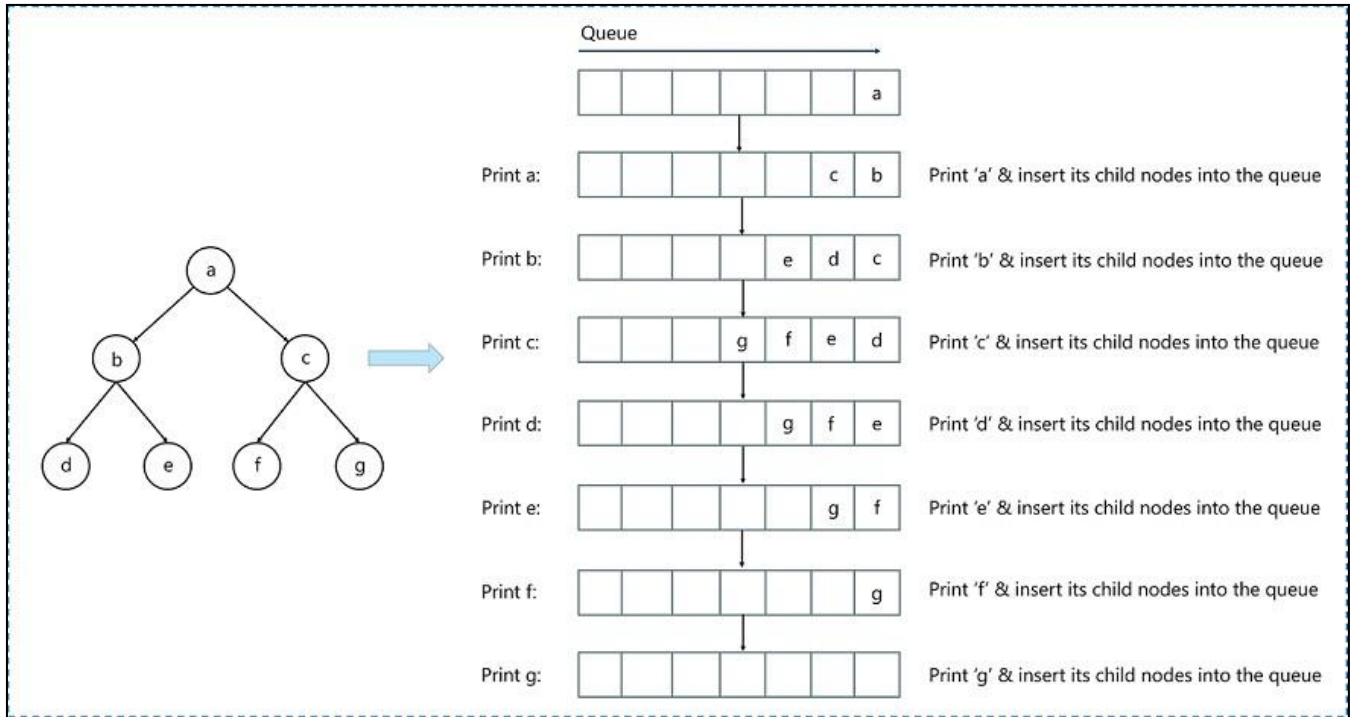 Queue
a
Print a: c b Print 'a' & insert its child nodes into the queue
Print b: e d c Print 'b' & insert its child nodes into the queue
Print c: g f e d Print 'c' & insert its child nodes into the queue
Print d: g f e Print 'd' & insert its child nodes into the queue
Print e: g f Print 'e' & insert its child nodes into the queue
Print f: g Print 'f' & insert its child nodes into the queue
Print g: Print 'g' & insert its child nodes into the queue
a
b c
d e f g